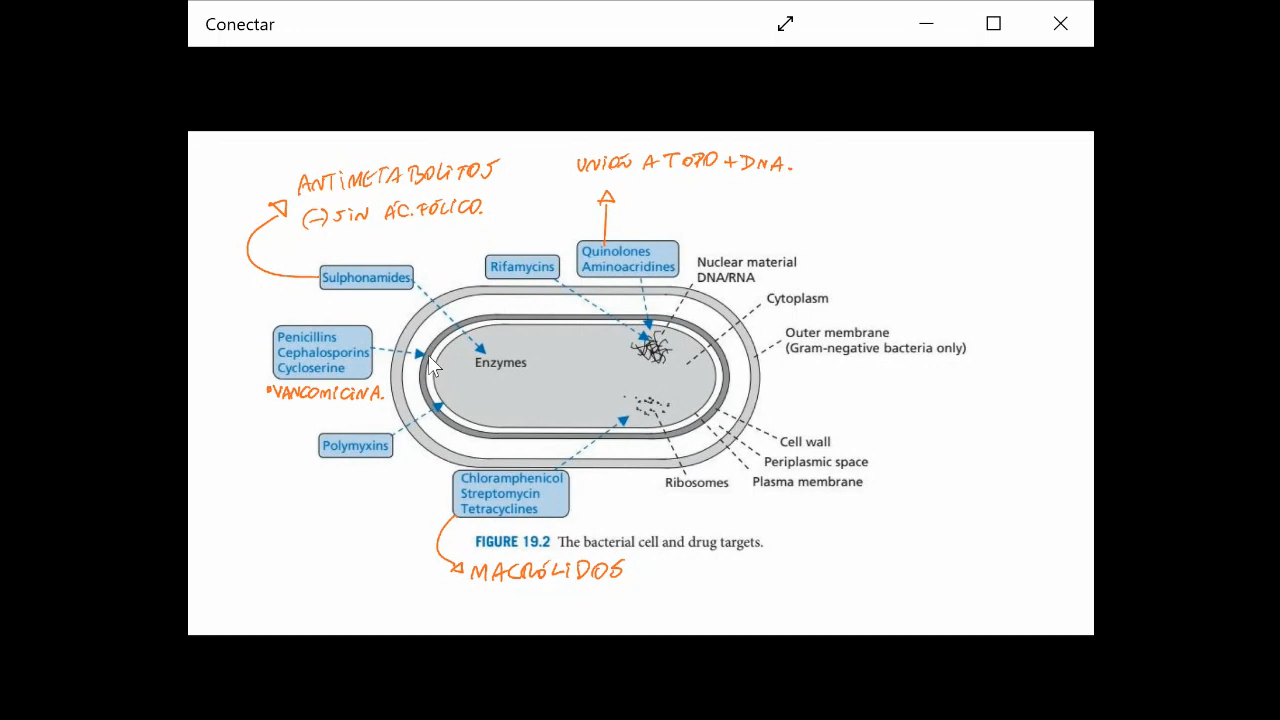 Conectar
ANTIMETABOLITOS
(-) SIN ÁC. FÓLICO.
UNIÓN A TOPO + DNA.
Sulphonamides
Rifamycins
Quinolones
Aminoacridines
Nuclear material
DNA/RNA
Cytoplasm
Outer membrane
(Gram-negative bacteria only)
Penicillins
Cephalosporins
Cycloserine
VANCOMICINA.
Enzymes
Polymyxins
Cell wall
Periplasmic space
Plasma membrane
Ribosomes
Chloramphenicol
Streptomycin
Tetracyclines
FIGURE 19.2 The bacterial cell and drug targets.
MACRÓLIDOS